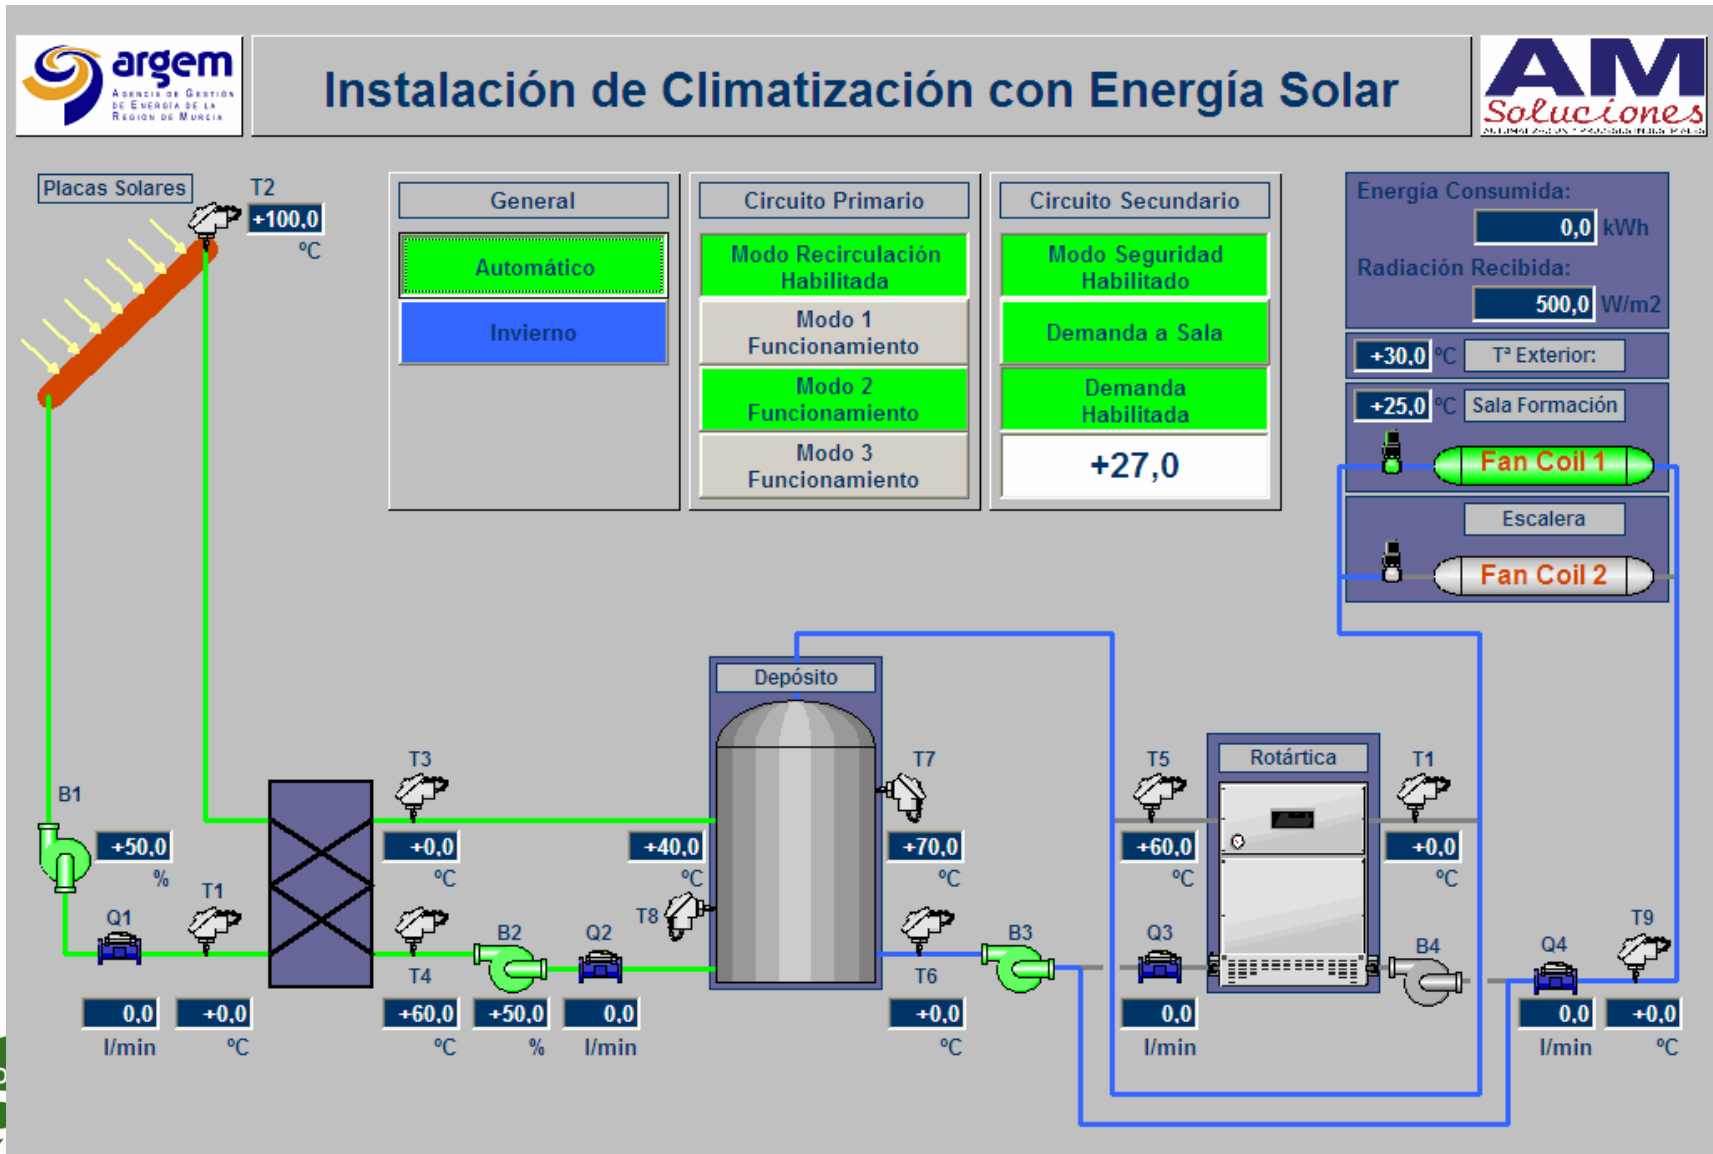 argem
AGENCIA DE GESTIÓN
DE ENERGÍA DE LA
REGIÓN DE MURCIA
Instalación de Climatización con Energía Solar
AM
Soluciones
Placas Solares
T2
+100,0
ºC
General
Automático
Invierno
Circuito Primario
Modo Recirculación
Habilitada
Modo 1
Funcionamiento
Modo 2
Funcionamiento
Modo 3
Funcionamiento
Circuito Secundario
Modo Seguridad
Habilitado
Demanda a Sala
Demanda
Habilitada
+27,0
Energía Consumida:
0,0 kWh
Radiación Recibida:
500,0 W/m2
+30,0 ºC Tª Exterior:
+25,0 ºC Sala Formación
Fan Coil 1
Escalera
Fan Coil 2
Depósito
B1
+50,0
%
Q1
0,0
l/min
T1
+0,0
ºC
T3
+0,0
ºC
T4
+60,0
ºC
B2
+50,0
%
Q2
0,0
l/min
+40,0
ºC
T8
T7
+70,0
ºC
T6
+0,0
ºC
B3
T5
+60,0
ºC
Q3
0,0
l/min
Rotártica
T1
+0,0
ºC
B4
Q4
0,0
l/min
T9
+0,0
ºC